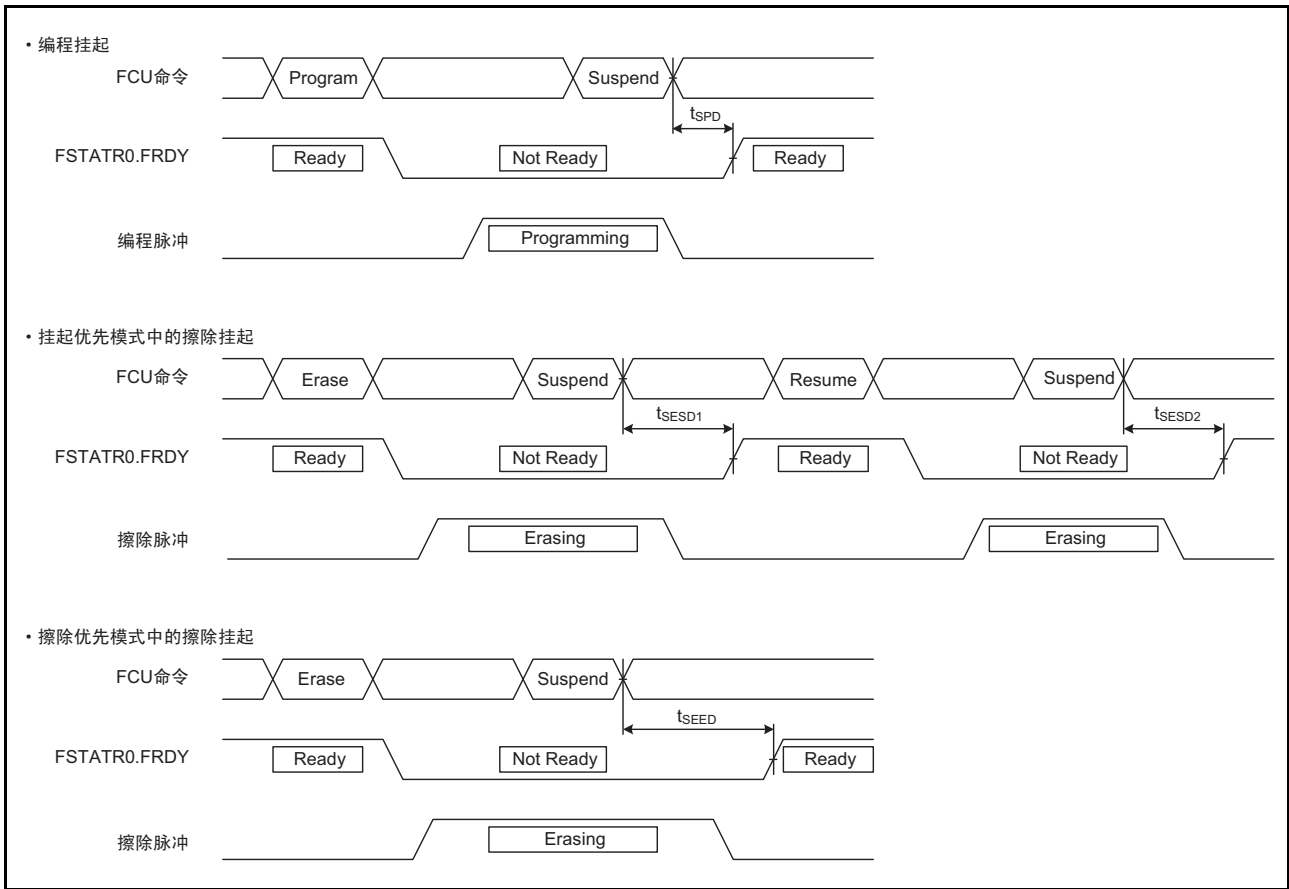 •编程挂起
FCU命令 Program Suspend
tSPD
FSTATR0.FRDY Ready Not Ready Ready
编程脉冲 Programming
•挂起优先模式中的擦除挂起
FCU命令 Erase Suspend Resume Suspend
tSESD1 tSESD2
FSTATR0.FRDY Ready Not Ready Ready Not Ready
擦除脉冲 Erasing Erasing
•擦除优先模式中的擦除挂起
FCU命令 Erase Suspend
tSEED
FSTATR0.FRDY Ready Not Ready Ready
擦除脉冲 Erasing